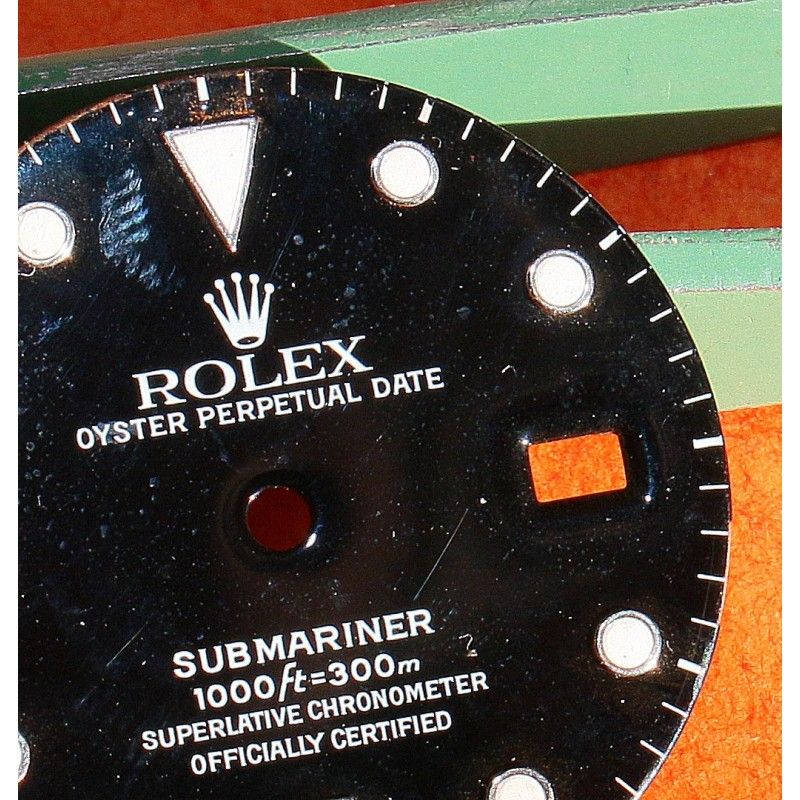 ROLEX
OYSTER PERPETUAL DATE
SUBMARINER
1000ft=300m
SUPERLATIVE CHRONOMETER
OFFICIALLY CERTIFIED